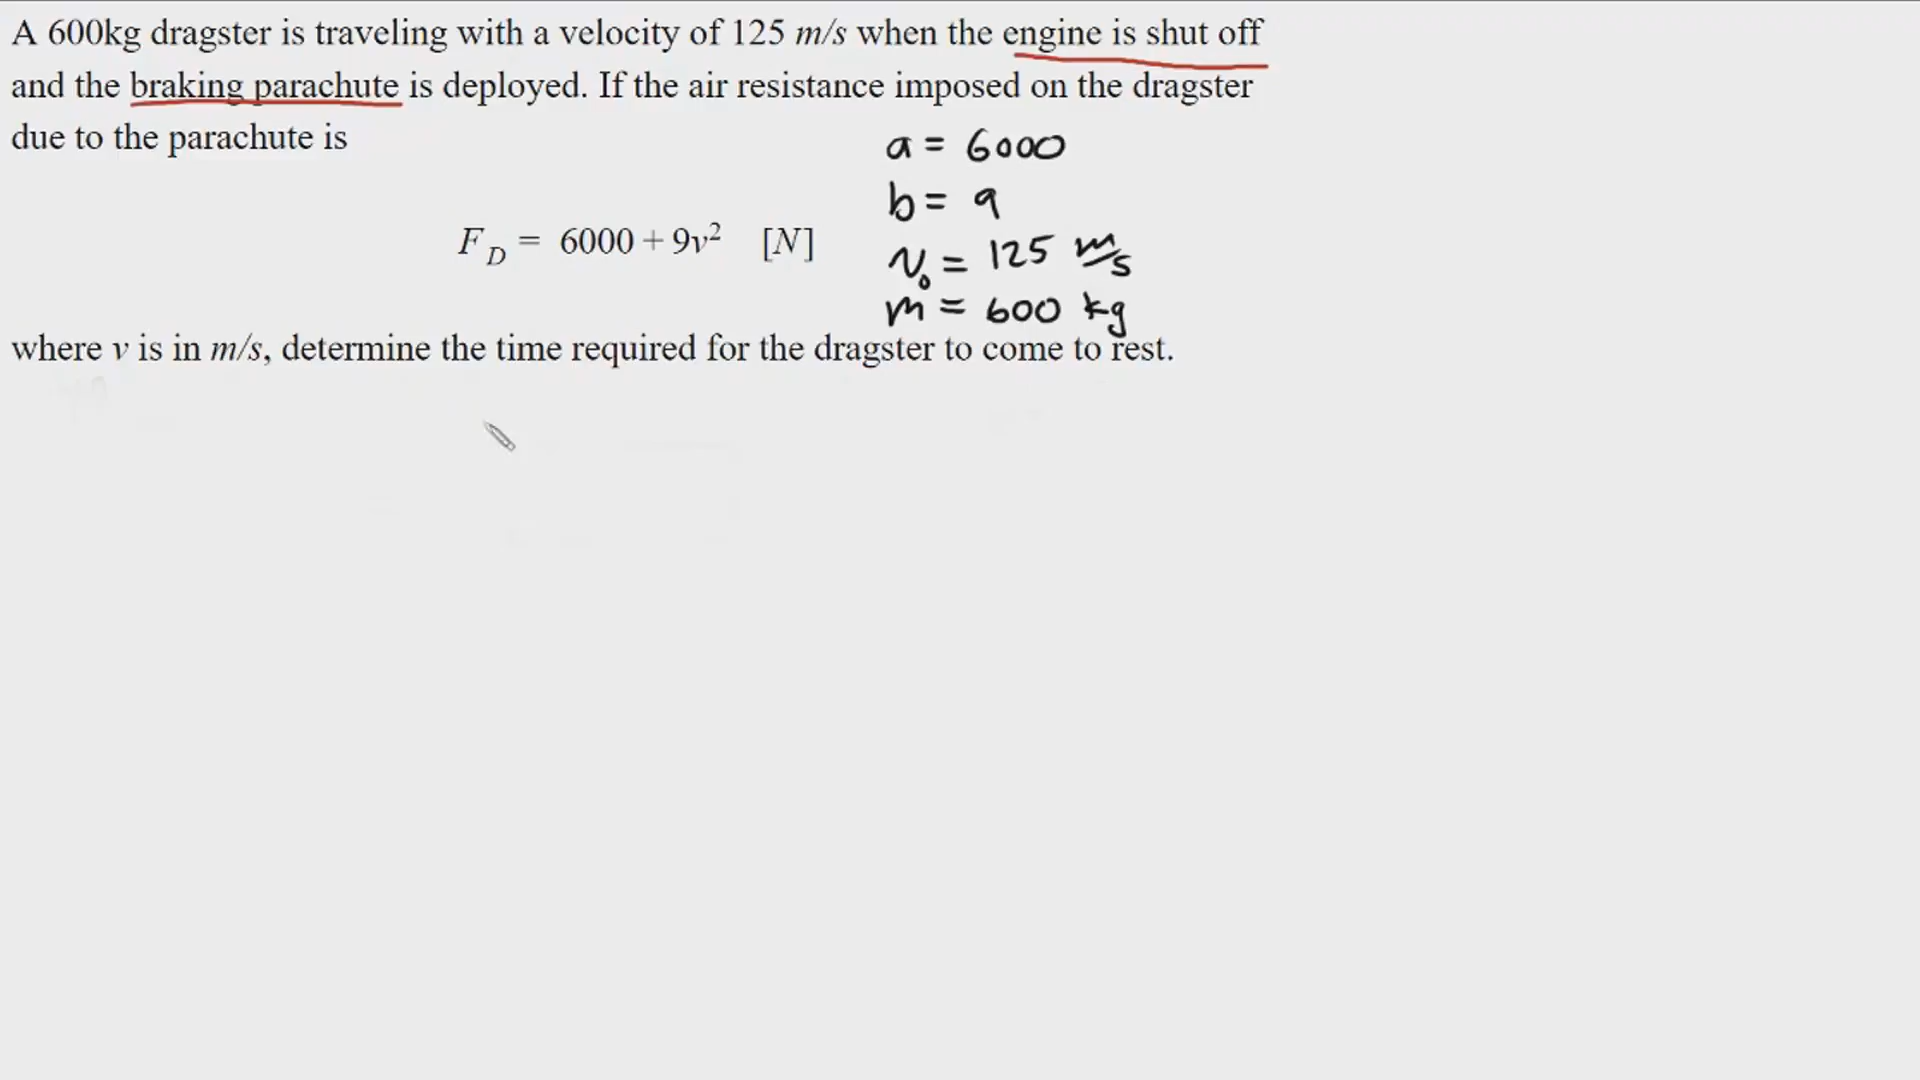 A 600kg dragster is traveling with a velocity of 125 m/s when the engine is shut off
and the braking parachute is deployed. If the air resistance imposed on the dragster
due to the parachute is
a = 6000
b = 9
F_D = 6000 + 9v² [N]
v₀ = 125 m/s
m = 600 kg
where v is in m/s, determine the time required for the dragster to come to rest.